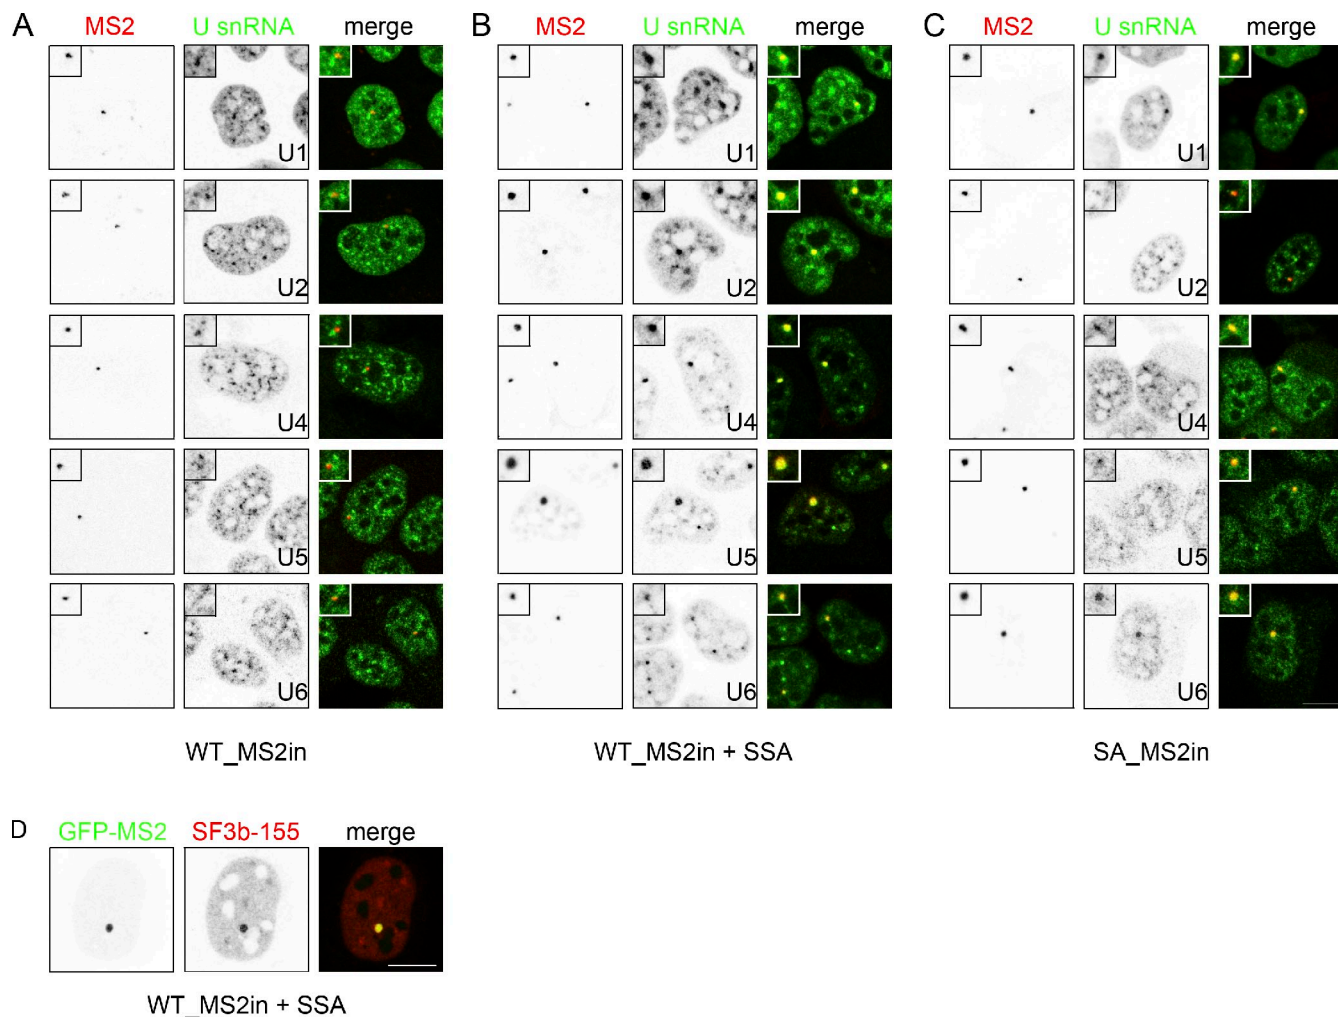 A MS2 U snRNA merge B MS2 U snRNA merge C MS2 U snRNA merge
U1 U1 U1
U2 U2 U2
U4 U4 U4
U5 U5 U5
U6 U6 U6
WT_MS2in WT_MS2in + SSA SA_MS2in
D GFP-MS2 SF3b-155 merge
WT_MS2in + SSA